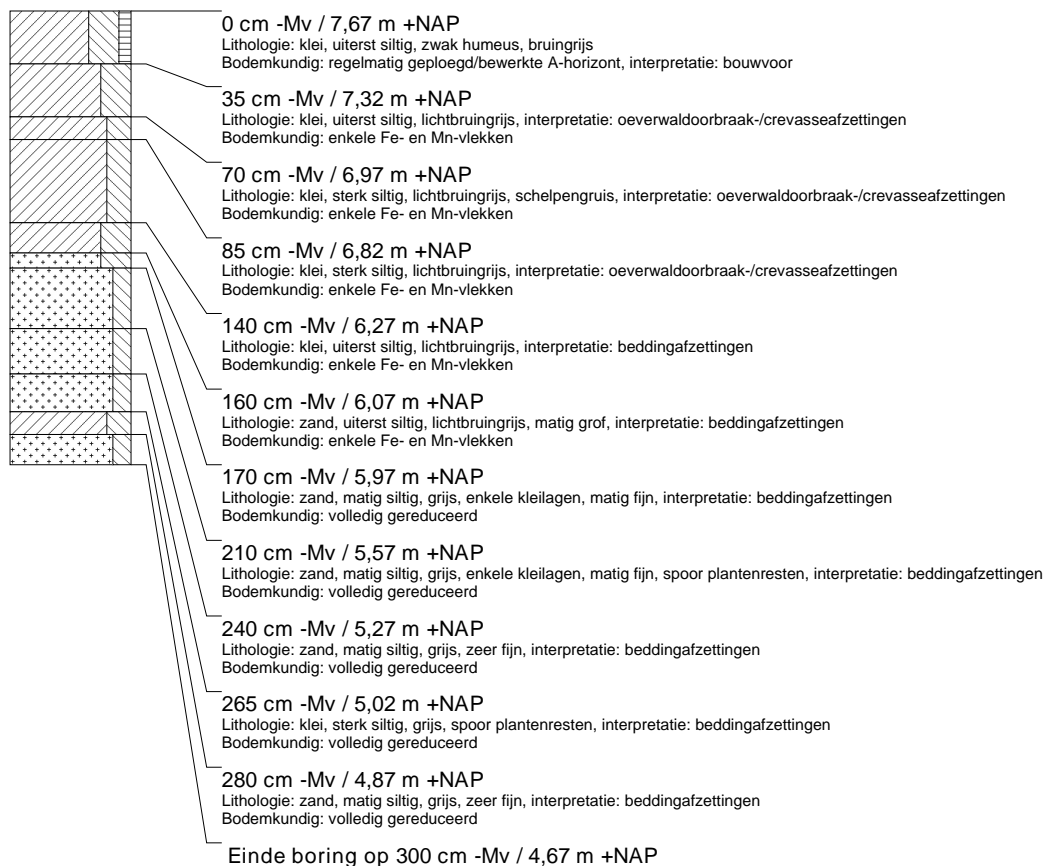 0 cm -Mv / 7,67 m +NAP
Lithologie: klei, uiterst siltig, zwak humeus, bruingrijs
Bodemkundig: regelmatig geploegd/bewerkte A-horizont, interpretatie: bouwvoor
35 cm -Mv / 7,32 m +NAP
Lithologie: klei, uiterst siltig, lichtbruingrijs, interpretatie: oeverwaldoorbraak-/crevasseafzettingen
Bodemkundig: enkele Fe- en Mn-vlekken
70 cm -Mv / 6,97 m +NAP
Lithologie: klei, sterk siltig, lichtbruingrijs, schelpengruis, interpretatie: oeverwaldoorbraak-/crevasseafzettingen
Bodemkundig: enkele Fe- en Mn-vlekken
85 cm -Mv / 6,82 m +NAP
Lithologie: klei, sterk siltig, lichtbruingrijs, interpretatie: oeverwaldoorbraak-/crevasseafzettingen
Bodemkundig: enkele Fe- en Mn-vlekken
140 cm -Mv / 6,27 m +NAP
Lithologie: klei, uiterst siltig, lichtbruingrijs, interpretatie: beddingafzettingen
Bodemkundig: enkele Fe- en Mn-vlekken
160 cm -Mv / 6,07 m +NAP
Lithologie: zand, uiterst siltig, lichtbruingrijs, matig grof, interpretatie: beddingafzettingen
Bodemkundig: enkele Fe- en Mn-vlekken
170 cm -Mv / 5,97 m +NAP
Lithologie: zand, matig siltig, grijs, enkele kleilagen, matig fijn, interpretatie: beddingafzettingen
Bodemkundig: volledig gereduceerd
210 cm -Mv / 5,57 m +NAP
Lithologie: zand, matig siltig, grijs, enkele kleilagen, matig fijn, spoor plantenresten, interpretatie: beddingafzettingen
Bodemkundig: volledig gereduceerd
240 cm -Mv / 5,27 m +NAP
Lithologie: zand, matig siltig, grijs, zeer fijn, interpretatie: beddingafzettingen
Bodemkundig: volledig gereduceerd
265 cm -Mv / 5,02 m +NAP
Lithologie: klei, sterk siltig, grijs, spoor plantenresten, interpretatie: beddingafzettingen
Bodemkundig: volledig gereduceerd
280 cm -Mv / 4,87 m +NAP
Lithologie: zand, matig siltig, grijs, zeer fijn, interpretatie: beddingafzettingen
Bodemkundig: volledig gereduceerd
Einde boring op 300 cm -Mv / 4,67 m +NAP